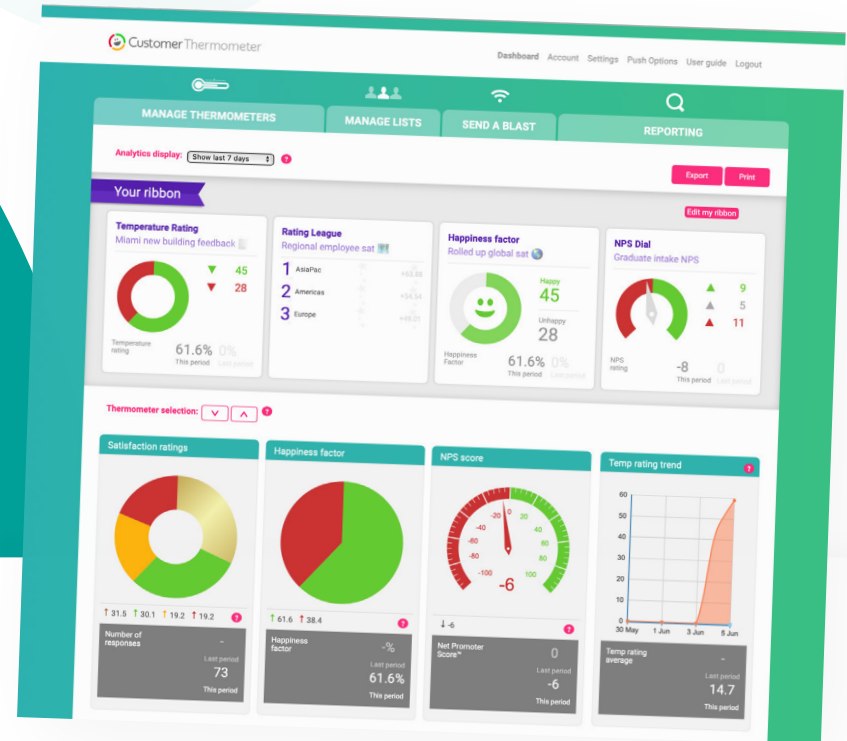 CustomerThermometer
Dashboard Account Settings Push Options User guide Logout
MANAGE THERMOMETERS MANAGE LISTS SEND A BLAST REPORTING
Analytics display: Show last 7 days ?
Export Print
Your ribbon
Edit my ribbon
Temperature Rating
Miami new building feedback
45
28
Temperature
rating
61.6% 0%
This period Last period
Rating League
Regional employee sat
1 AsiaPac
2 Americas
3 Europe
Happiness factor
Rolled up global sat
Happy
45
Unhappy
28
Happiness
Factor
61.6% 0%
This period Last period
NPS Dial
Graduate intake NPS
9
5
11
NPS
rating
-8 0
This period Last period
Thermometer selection: ?
Satisfaction ratings
↑ 31.5 ↑ 30.1 ↑ 19.2 ↑ 19.2 ?
Number of
responses
-
Last period
73
This period
Happiness factor
↑ 61.6 ↑ 38.4 ?
Happiness
factor
-%
Last period
61.6%
This period
NPS score
-100 -80 -60 -40 -20 0 20 40 60 80 100
-6
↓ -6 ?
Net Promoter
Score™
0
Last period
-6
This period
Temp rating trend ?
60
50
40
30
20
10
0
30 May 1 Jun 3 Jun 5 Jun
Temp rating
average
-
Last period
14.7
This period